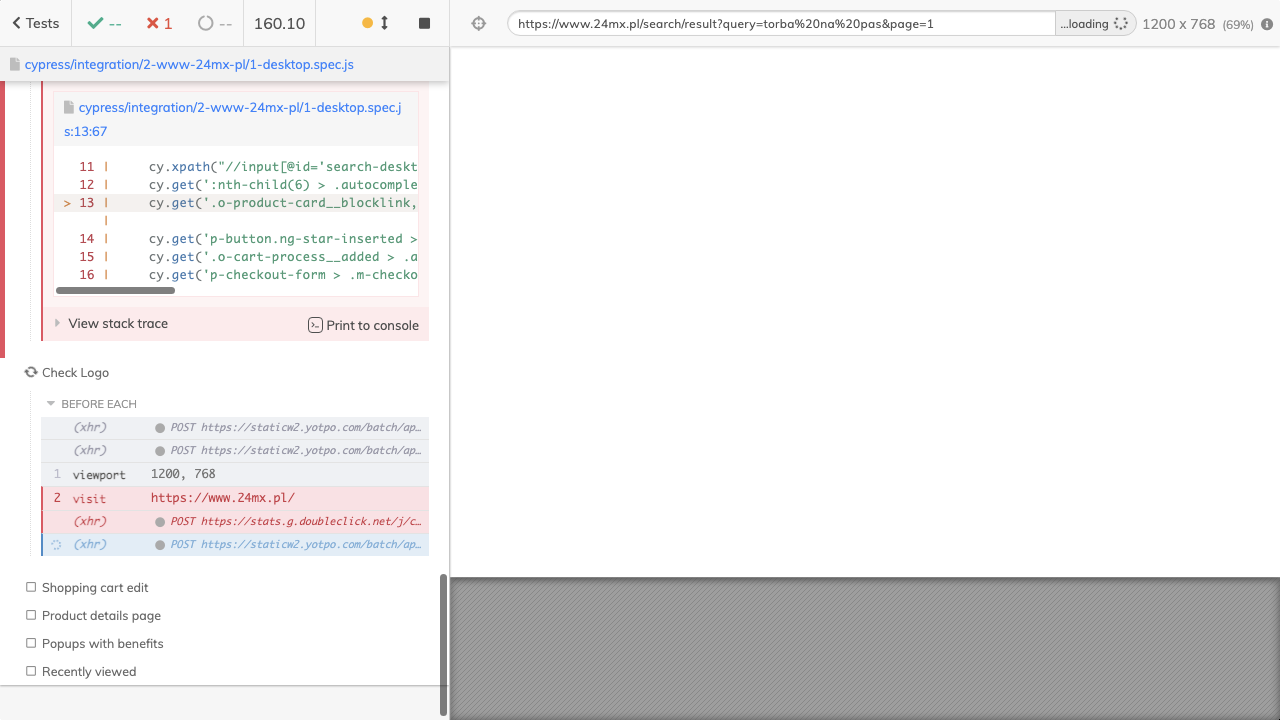 Tests
--
1
--
160.10
https://www.24mx.pl/search/result?query=torba%20na%20pas&page=1
...loading
1200 x 768 (69%)
cypress/integration/2-www-24mx-pl/1-desktop.spec.js
cypress/integration/2-www-24mx-pl/1-desktop.spec.j
s:13:67
11 | cy.xpath("//input[@id='search-deskt
12 | cy.get(':nth-child(6) > .autocomple
> 13 | cy.get('.o-product-card__blocklink,
|
14 | cy.get('p-button.ng-star-inserted >
15 | cy.get('.o-cart-process__added > .a
16 | cy.get('p-checkout-form > .m-checko
View stack trace
Print to console
Check Logo
BEFORE EACH
(xhr) POST https://staticw2.yotpo.com/batch/ap...
(xhr) POST https://staticw2.yotpo.com/batch/ap...
1 viewport 1200, 768
2 visit https://www.24mx.pl/
(xhr) POST https://stats.g.doubleclick.net/j/c...
(xhr) POST https://staticw2.yotpo.com/batch/ap...
Shopping cart edit
Product details page
Popups with benefits
Recently viewed